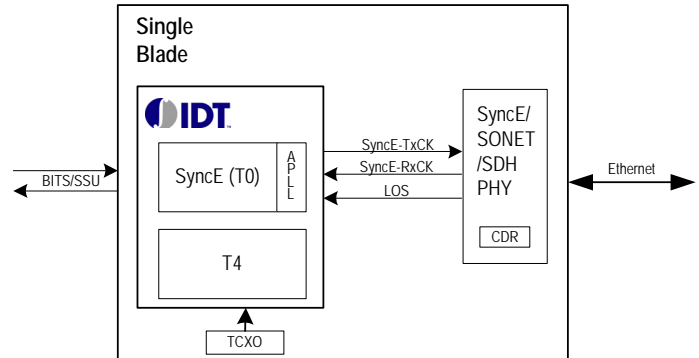 Single
Blade
IDT
SyncE (T0)
A
P
L
L
T4
TCXO
BITS/SSU
SyncE-TxCK
SyncE-RxCK
LOS
SyncE/
SONET
/SDH
PHY
CDR
Ethernet